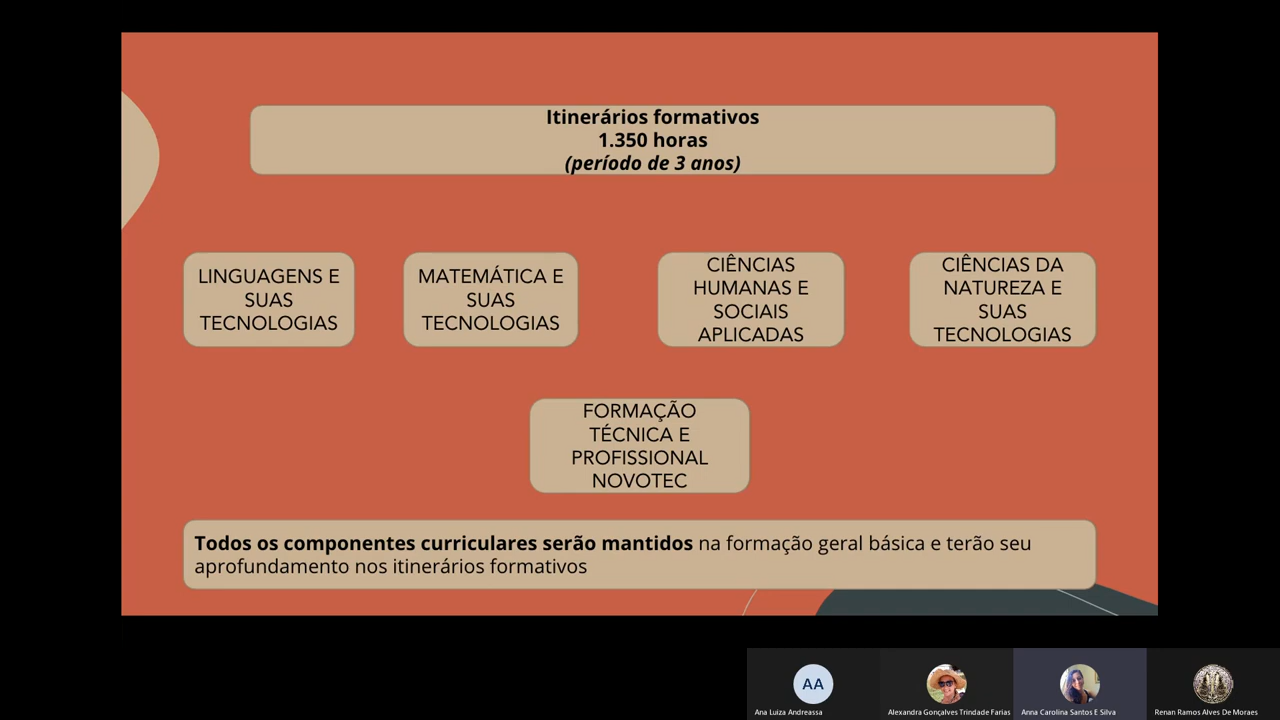 Itinerários formativos
1.350 horas
(período de 3 anos)
LINGUAGENS E
SUAS
TECNOLOGIAS
MATEMÁTICA E
SUAS
TECNOLOGIAS
CIÊNCIAS
HUMANAS E
SOCIAIS
APLICADAS
CIÊNCIAS DA
NATUREZA E
SUAS
TECNOLOGIAS
FORMAÇÃO
TÉCNICA E
PROFISSIONAL
NOVOTEC
Todos os componentes curriculares serão mantidos na formação geral básica e terão seu
aprofundamento nos itinerários formativos
AA
Ana Luiza Andreassa
Alexandra Gonçalves Trindade Farias
Anna Carolina Santos E Silva
Renan Ramos Alves De Moraes